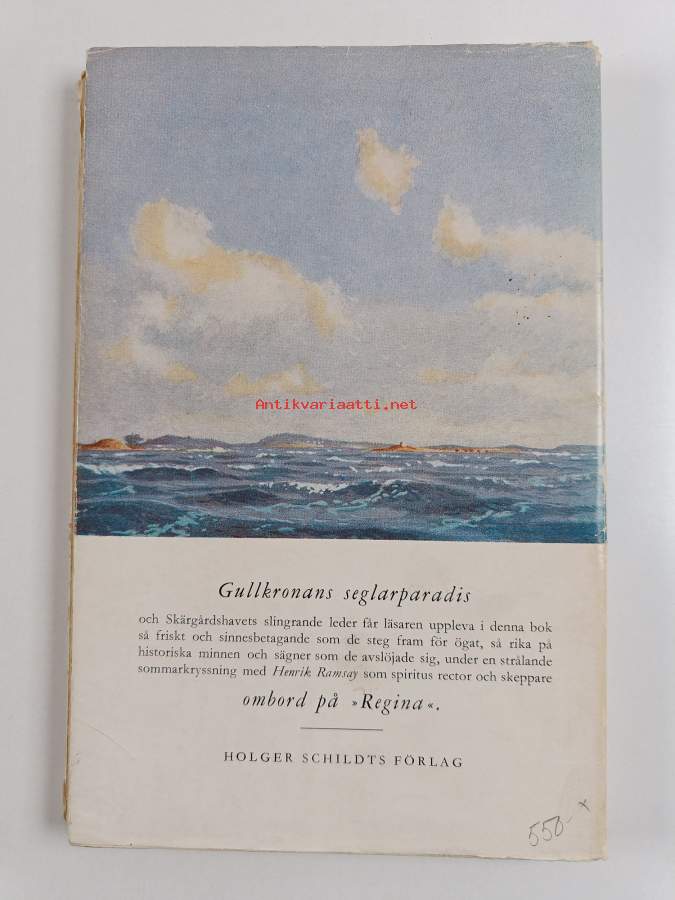 Antikvariaatti.net
Gullkronans seglarparadis
och Skärgårdshavets slingrande leder får läsaren uppleva i denna bok
så friskt och sinnesbetagande som de steg fram för ögat, så rika på
historiska minnen och sägner som de avslöjade sig, under en strålande
sommarkryssning med Henrik Ramsay som spiritus rector och skeppare
ombord på »Regina«.
HOLGER SCHILDTS FÖRLAG
550- x